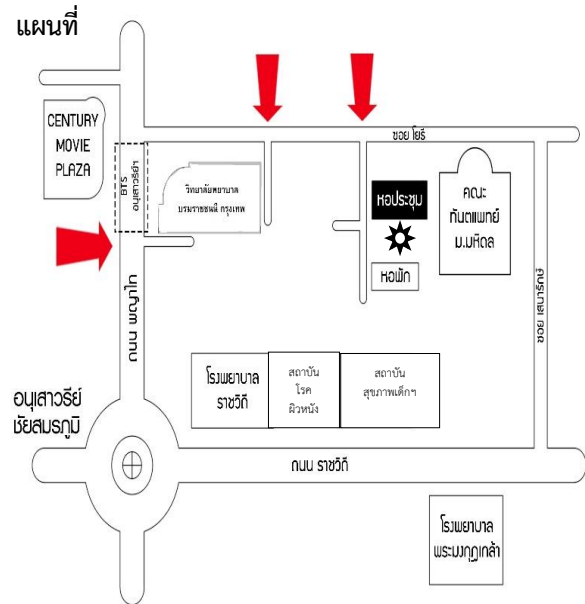 แผนที่
CENTURY
MOVIE
PLAZA
BTS
อนุสาวรีย์ฯ
วิทยาลัยพยาบาล
บรมราชชนนี กรุงเทพ
ซอย โยธี
หอประชุม
หอพัก
คณะ
ทันตแพทย์
ม.มหิดล
ถนน พญาไท
ซอย เสนารักษ์
โรงพยาบาล
ราชวิถี
สถาบัน
โรค
ผิวหนัง
สถาบัน
สุขภาพเด็กฯ
อนุเสาวรีย์
ชัยสมรภูมิ
ถนน ราชวิถี
โรงพยาบาล
พระมงกุฎเกล้า